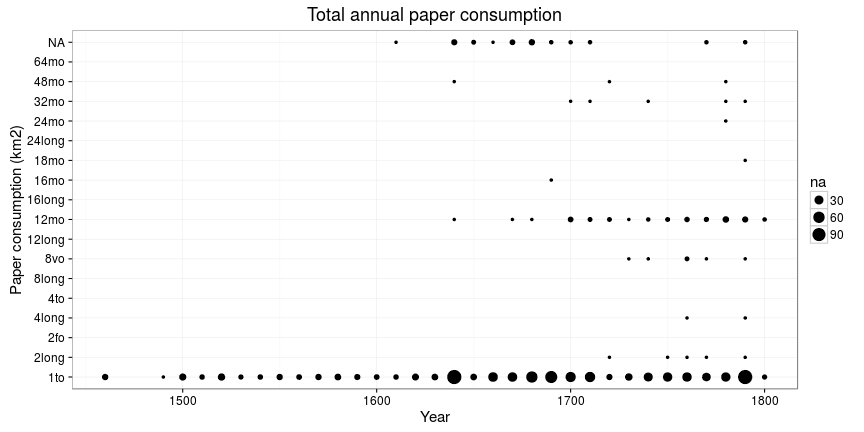 Total annual paper consumption
Paper consumption (km2)
NA
64mo
48mo
32mo
24mo
24long
18mo
16mo
16long
12mo
12long
8vo
8long
4to
4long
2fo
2long
1to
1500
1600
1700
1800
Year
na
30
60
90